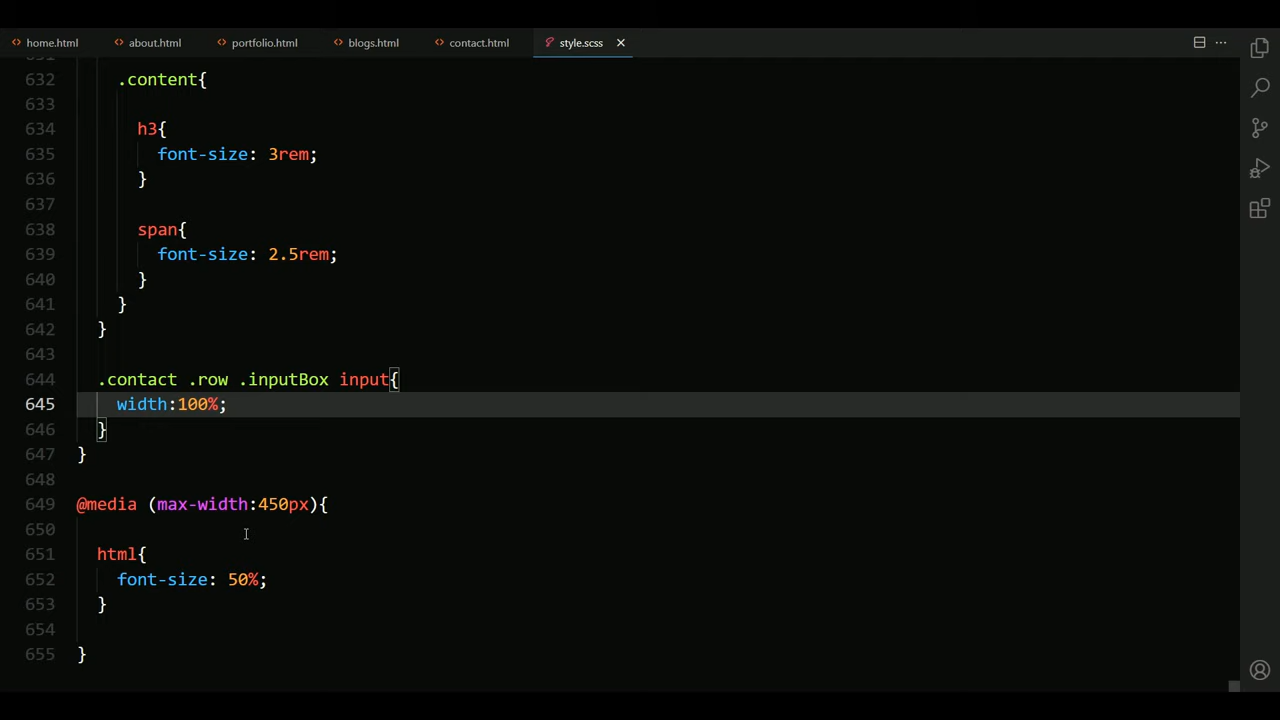 home.html about.html portfolio.html blogs.html contact.html style.scss
632 .content{
633
634 h3{
635 font-size: 3rem;
636 }
637
638 span{
639 font-size: 2.5rem;
640 }
641 }
642 }
643
644 .contact .row .inputBox input{
645 width:100%;
646 }
647 }
648
649 @media (max-width:450px){
650
651 html{
652 font-size: 50%;
653 }
654
655 }